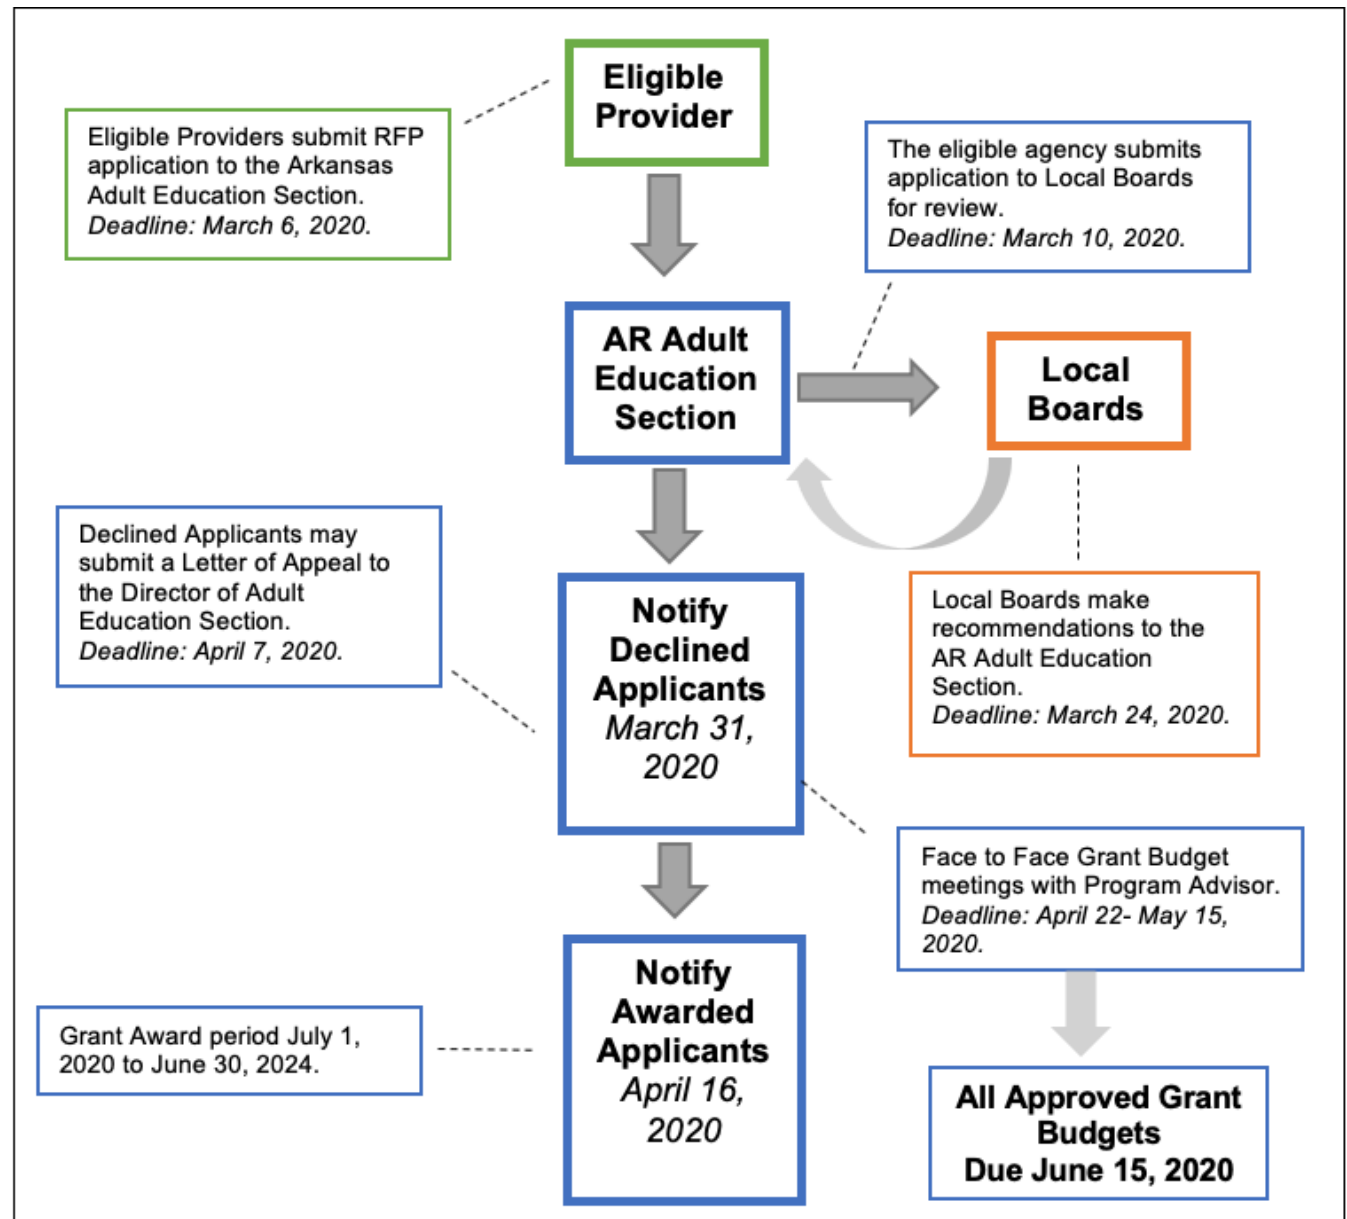 Eligible
Provider
Eligible Providers submit RFP
application to the Arkansas
Adult Education Section.
Deadline: March 6, 2020.
The eligible agency submits
application to Local Boards
for review.
Deadline: March 10, 2020.
AR Adult
Education
Section
Local
Boards
Declined Applicants may
submit a Letter of Appeal to
the Director of Adult
Education Section.
Deadline: April 7, 2020.
Notify
Declined
Applicants
March 31,
2020
Local Boards make
recommendations to the
AR Adult Education
Section.
Deadline: March 24, 2020.
Face to Face Grant Budget
meetings with Program Advisor.
Deadline: April 22- May 15,
2020.
Notify
Awarded
Applicants
April 16,
2020
Grant Award period July 1,
2020 to June 30, 2024.
All Approved Grant
Budgets
Due June 15, 2020